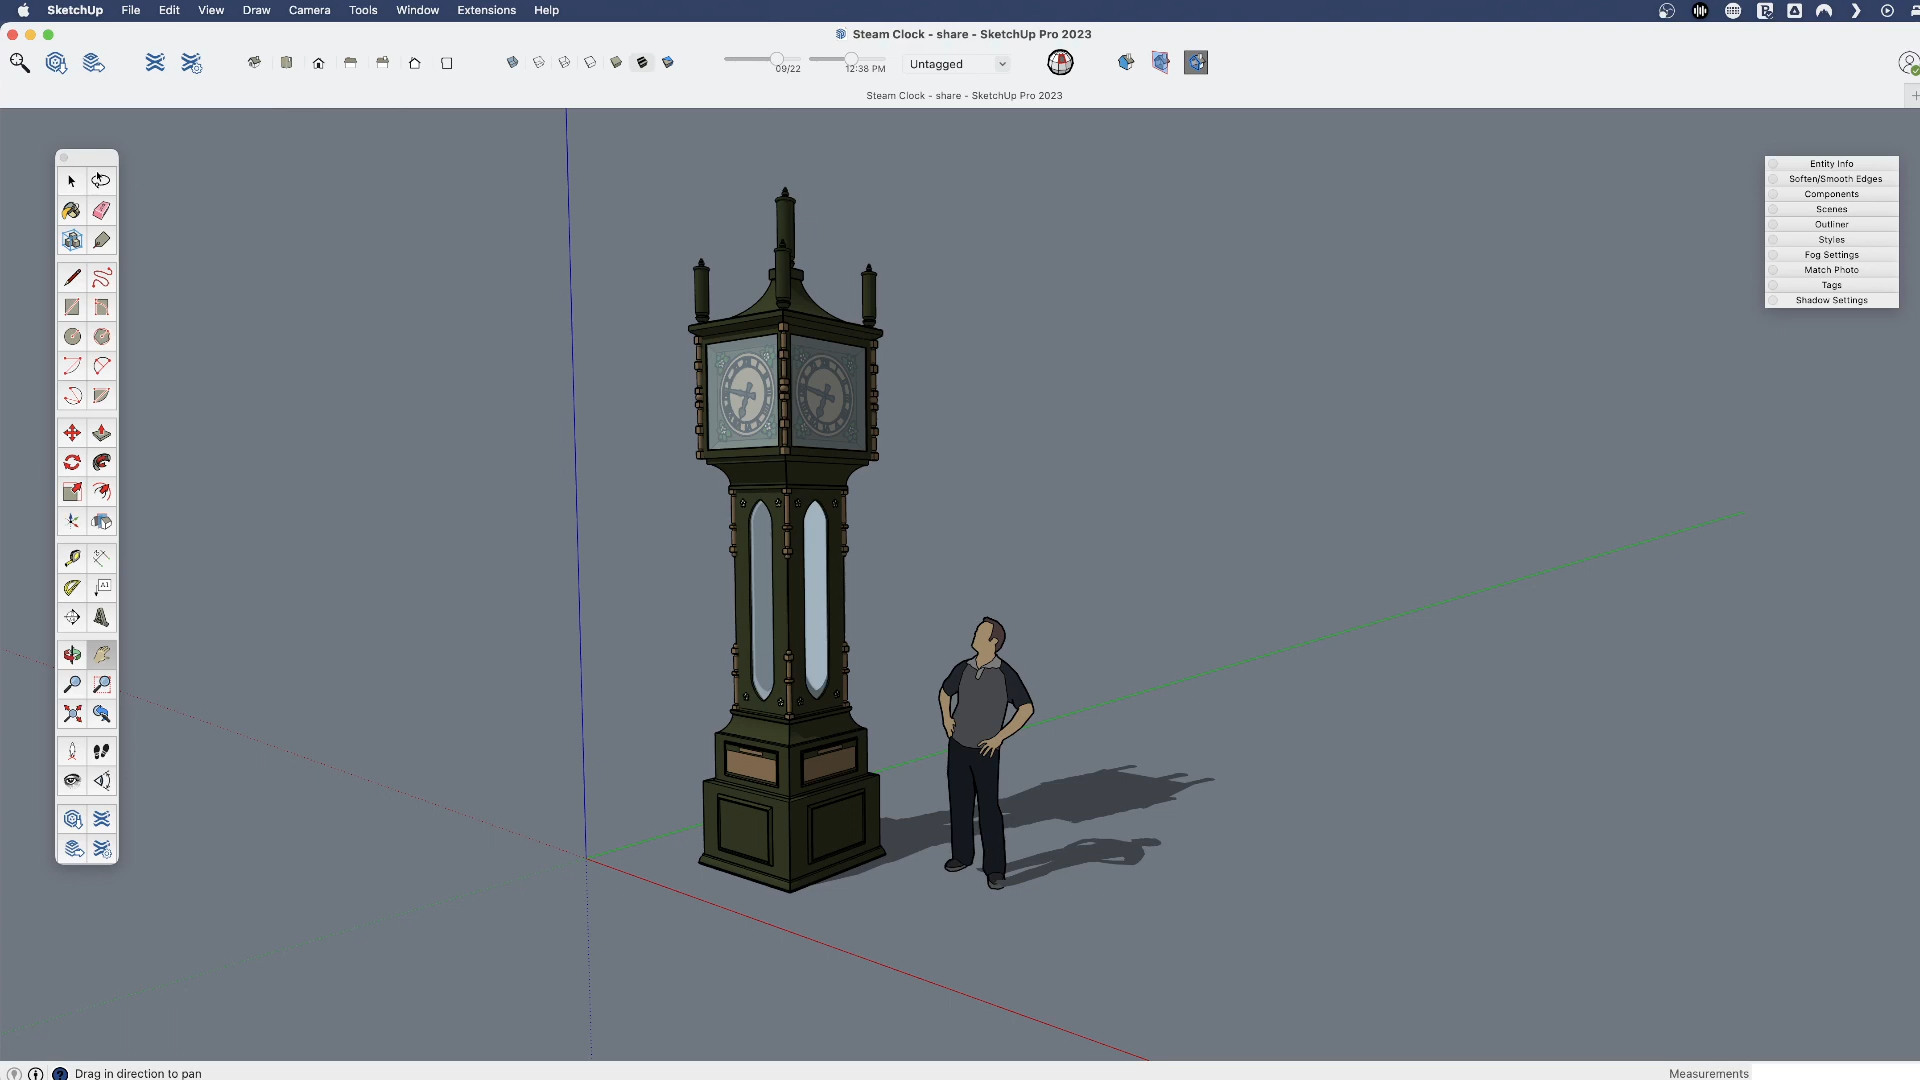 SketchUp File Edit View Draw Camera Tools Window Extensions Help
Steam Clock - share - SketchUp Pro 2023
09/22 12:38 PM Untagged
Steam Clock - share - SketchUp Pro 2023
Entity Info
Soften/Smooth Edges
Components
Scenes
Outliner
Styles
Fog Settings
Match Photo
Tags
Shadow Settings
A1
Drag in direction to pan
Measurements